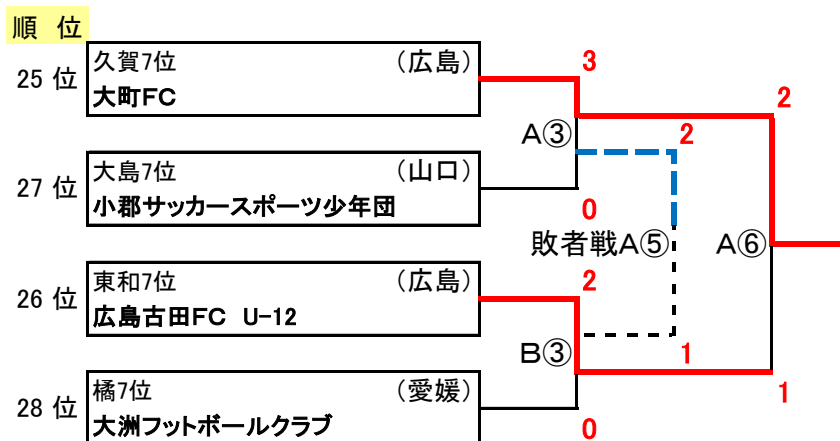 順 位
25 位
久賀7位 (広島)
大町FC
3
2
A③
2
27 位
大島7位 (山口)
小郡サッカースポーツ少年団
0
敗者戦A⑤
A⑥
26 位
東和7位 (広島)
広島古田FC U-12
2
B③
1
1
28 位
橘7位 (愛媛)
大洲フットボールクラブ
0